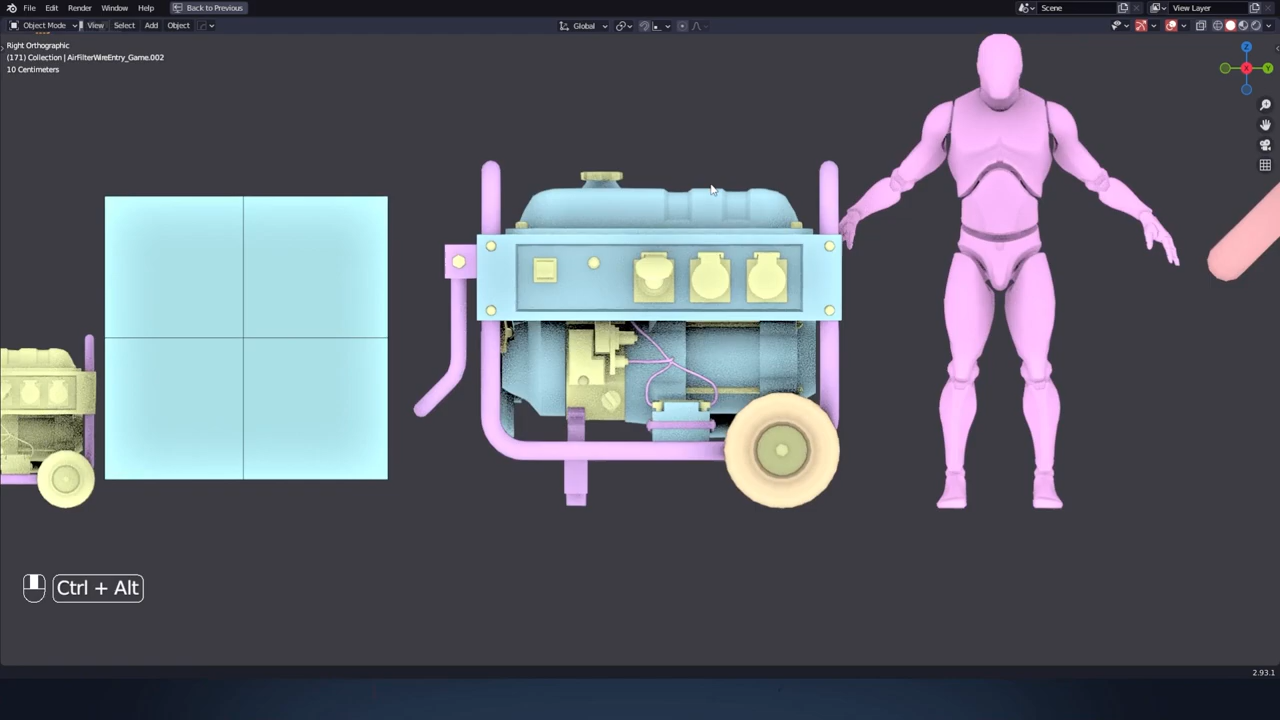 File Edit Render Window Help Back to Previous Scene View Layer
Object Mode View Select Add Object Global
Right Orthographic
(171) Collection | AirFilterWireEntry_Game.002
10 Centimeters
Z
Y
X
Ctrl + Alt
2.93.1